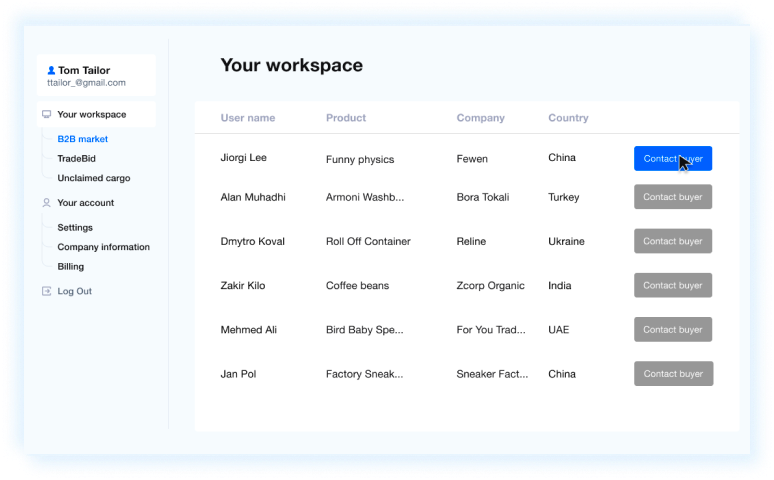 Your workspace
Tom Tailor
ttailor_@gmail.com
Your workspace
B2B market
TradeBid
Unclaimed cargo
Your account
Settings
Company information
Billing
Log Out
User name Product Company Country
Jiorgi Lee Funny physics Fewen China Contact buyer
Alan Muhadhi Armoni Washb... Bora Tokali Turkey Contact buyer
Dmytro Koval Roll Off Container Reline Ukraine Contact buyer
Zakir Kilo Coffee beans Zcorp Organic India Contact buyer
Mehmed Ali Bird Baby Spe... For You Trad... UAE Contact buyer
Jan Pol Factory Sneak... Sneaker Fact... China Contact buyer